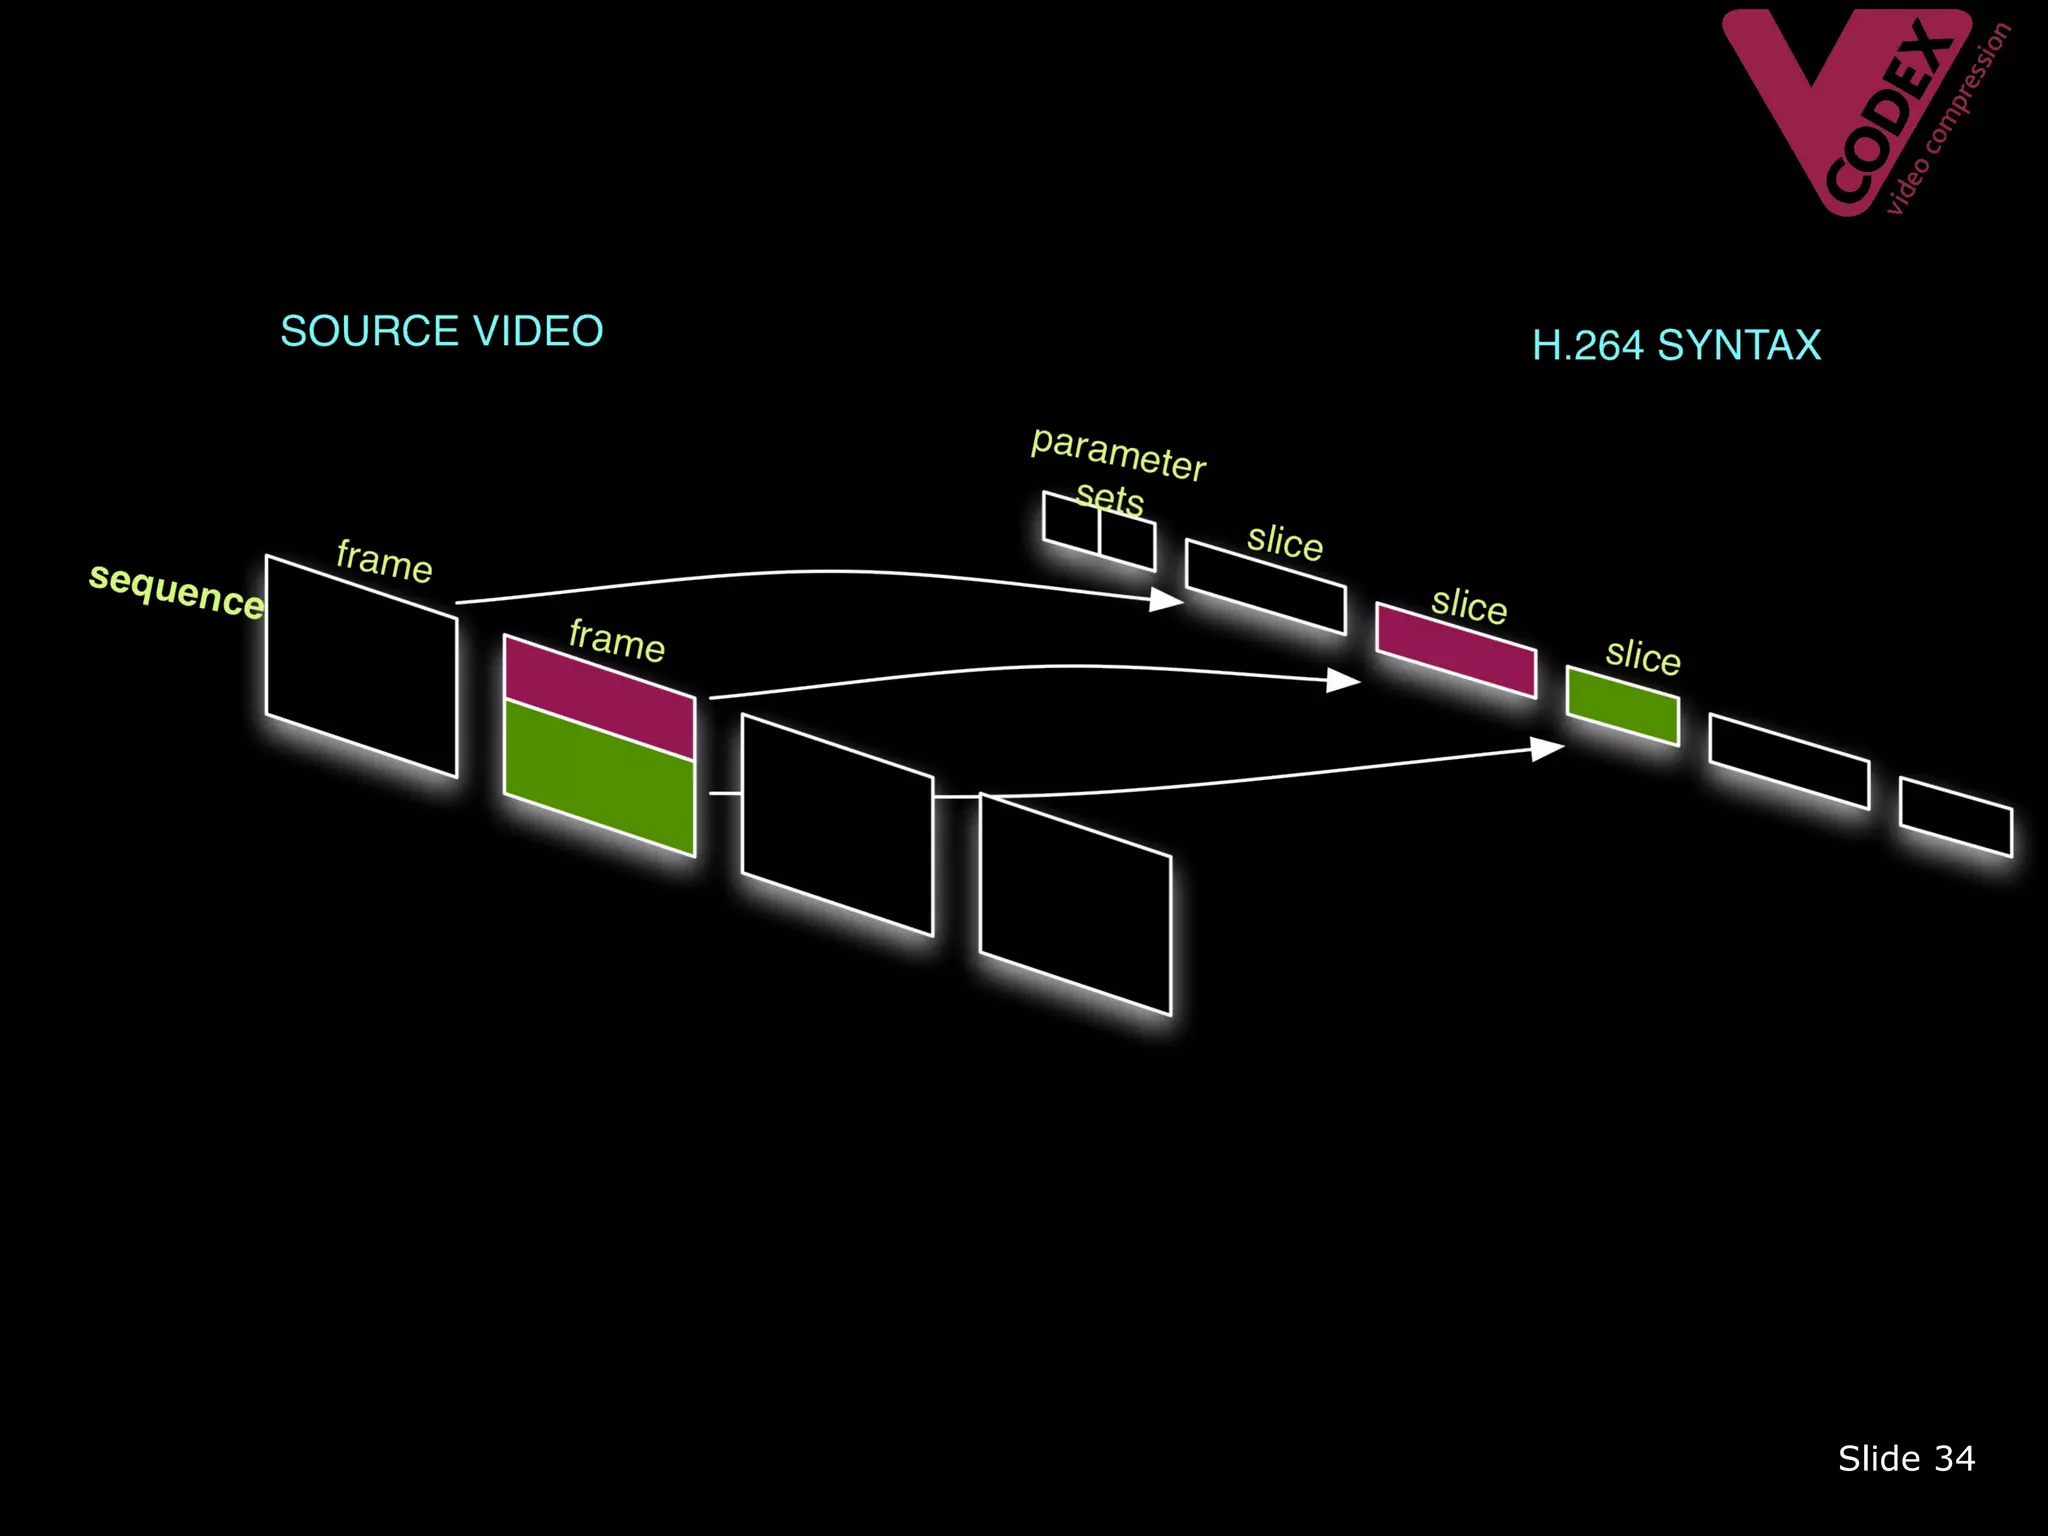 CODEX
video compression
SOURCE VIDEO
H.264 SYNTAX
parameter
sets
slice
slice
slice
sequence
frame
frame
Slide 34